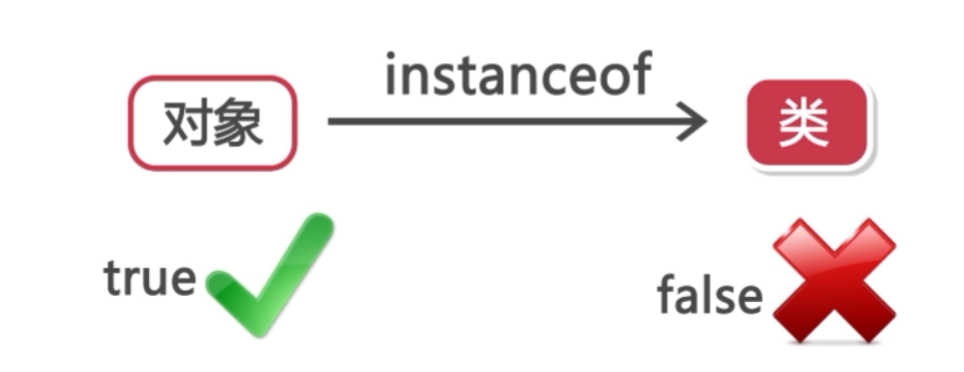 instanceof
对象
类
true
false